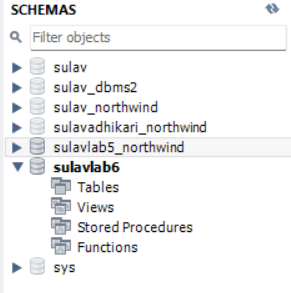 SCHEMAS
Filter objects
sulav
sulav_dbms2
sulav_northwind
sulavadhikari_northwind
sulavlab5_northwind
sulavlab6
Tables
Views
Stored Procedures
Functions
sys